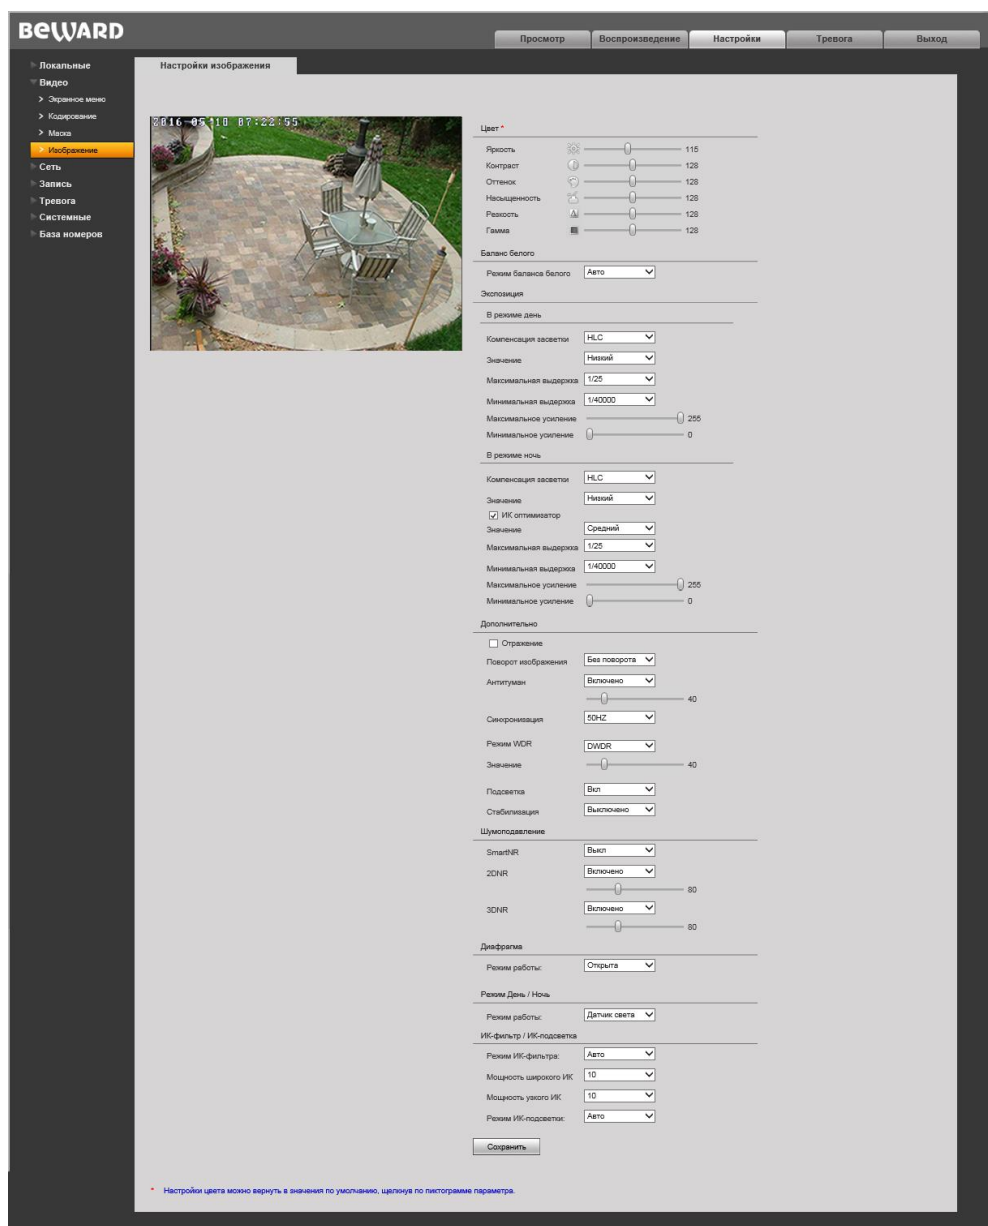 BEWARD
Просмотр
Воспроизведение
Настройки
Тревога
Выход
Локальные
Видео
Экранное меню
Кодирование
Маска
Изображение
Сеть
Запись
Тревога
Системные
База номеров
Настройки изображения
2016-05-10 07:22:55
Цвет *
Яркость 115
Контраст 128
Оттенок 128
Насыщенность 128
Резкость 128
Гамма 128
Баланс белого
Режим баланса белого Авто
Экспозиция
В режиме день
Компенсация засветки HLC
Значение Низкий
Максимальная выдержка 1/25
Минимальная выдержка 1/40000
Максимальное усиление 255
Минимальное усиление 0
В режиме ночь
Компенсация засветки HLC
Значение Низкий
ИК оптимизатор
Значение Средний
Максимальная выдержка 1/25
Минимальная выдержка 1/40000
Максимальное усиление 255
Минимальное усиление 0
Дополнительно
Отражение
Поворот изображения Без поворота
Антитуман Включено
40
Синхронизация 50HZ
Режим WDR DWDR
Значение 40
Подсветка Вкл
Стабилизация Выключено
Шумоподавление
SmartNR Выкл
2DNR Включено
80
3DNR Включено
80
Диафрагма
Режим работы: Открыта
Режим День / Ночь
Режим работы: Датчик света
ИК-фильтр / ИК-подсветка
Режим ИК-фильтра: Авто
Мощность широкого ИК 10
Мощность узкого ИК 10
Режим ИК-подсветки: Авто
Сохранить
* Настройки цвета можно вернуть в значения по умолчанию, щелкнув по пиктограмме параметра.